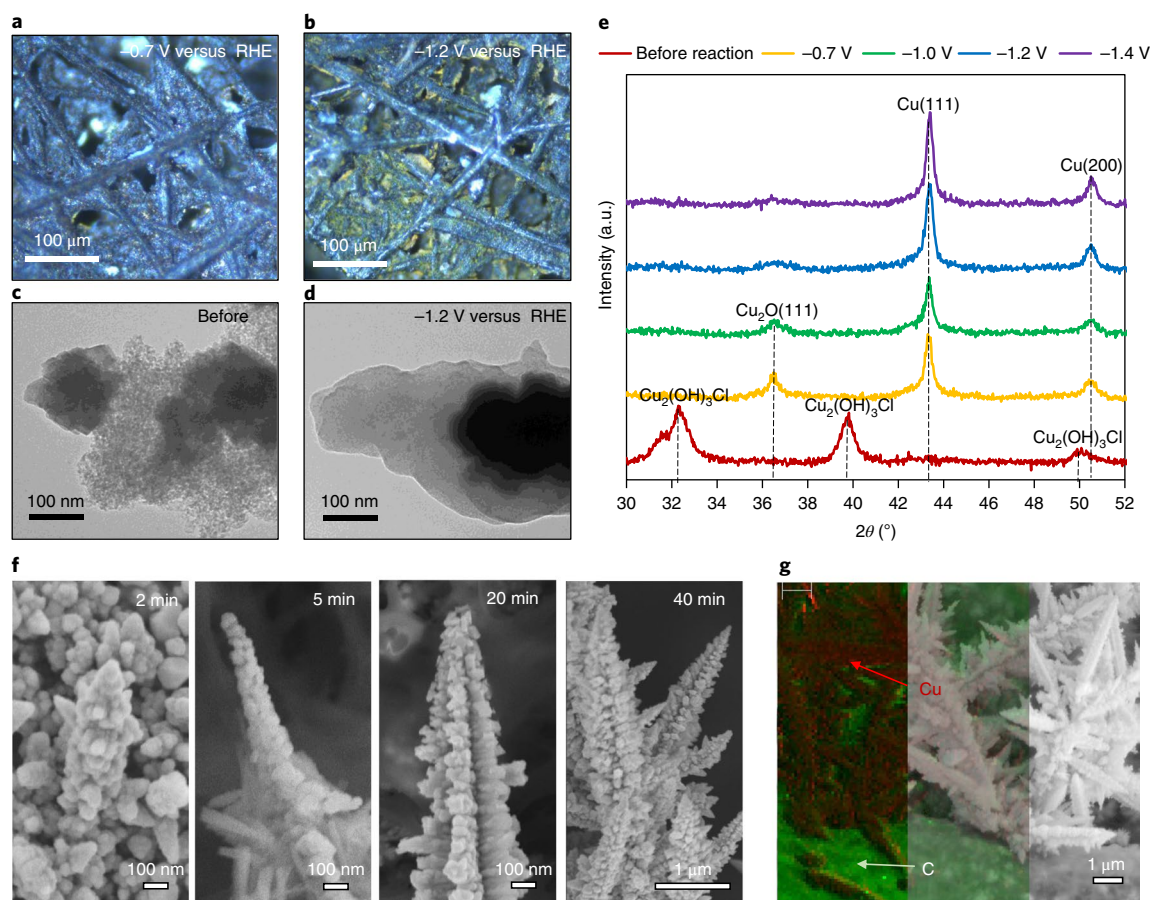 a
−0.7 V versus RHE
100 μm
b
−1.2 V versus RHE
100 μm
c
Before
100 nm
d
−1.2 V versus RHE
100 nm
e
Before reaction −0.7 V −1.0 V −1.2 V −1.4 V
Cu(111)
Cu(200)
Cu₂O(111)
Cu₂(OH)₃Cl
Cu₂(OH)₃Cl
Cu₂(OH)₃Cl
Intensity (a.u.)
30 32 34 36 38 40 42 44 46 48 50 52
2θ (°)
f
2 min
100 nm
5 min
100 nm
20 min
100 nm
40 min
1 μm
g
Cu
C
1 μm